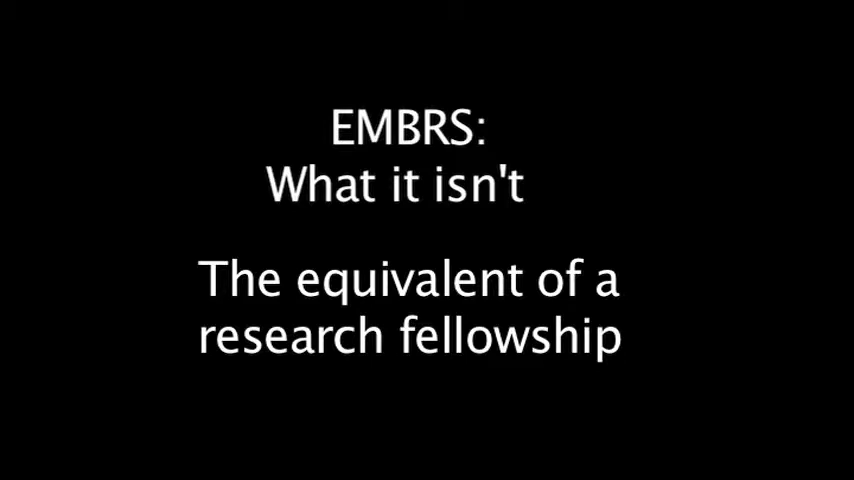 EMBRS:
What it isn't
The equivalent of a
research fellowship